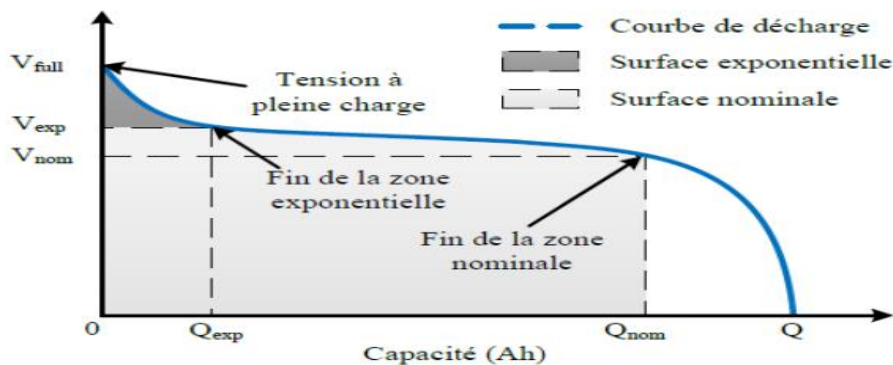 Courbe de décharge
V_full
Surface exponentielle
Tension à
pleine charge
Surface nominale
V_exp
V_nom
Fin de la zone
exponentielle
Fin de la zone
nominale
0
Q_exp
Q_nom
Q
Capacité (Ah)